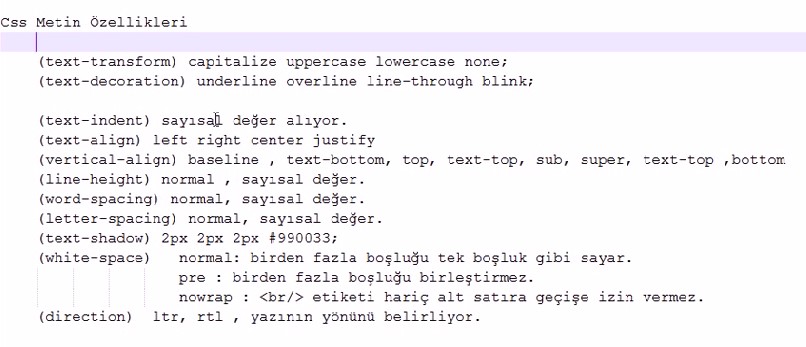 Css Metin Özellikleri
(text-transform) capitalize uppercase lowercase none;
(text-decoration) underline overline line-through blink;
(text-indent) sayısal değer alıyor.
(text-align) left right center justify
(vertical-align) baseline , text-bottom, top, text-top, sub, super, text-top ,bottom
(line-height) normal , sayısal değer.
(word-spacing) normal, sayısal değer.
(letter-spacing) normal, sayısal değer.
(text-shadow) 2px 2px 2px #990033;
(white-space) normal: birden fazla boşluğu tek boşluk gibi sayar.
pre : birden fazla boşluğu birleştirmez.
nowrap : <br/> etiketi hariç alt satıra geçişe izin vermez.
(direction) ltr, rtl , yazının yönünü belirliyor.